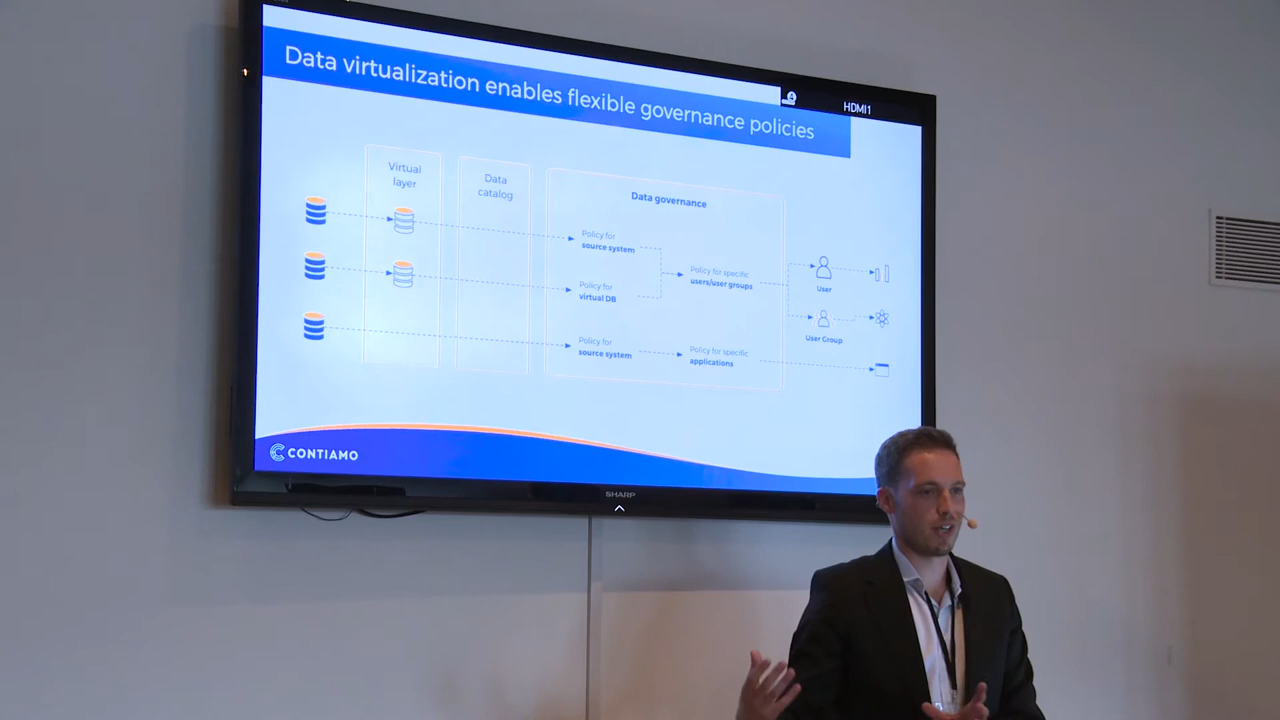 Data virtualization enables flexible governance policies
HDMI1
Virtual
layer
Data
catalog
Data governance
Policy for
source system
Policy for
virtual DB
Policy for specific
users/user groups
User
User Group
Policy for
source system
Policy for specific
applications
CONTIAMO
SHARP